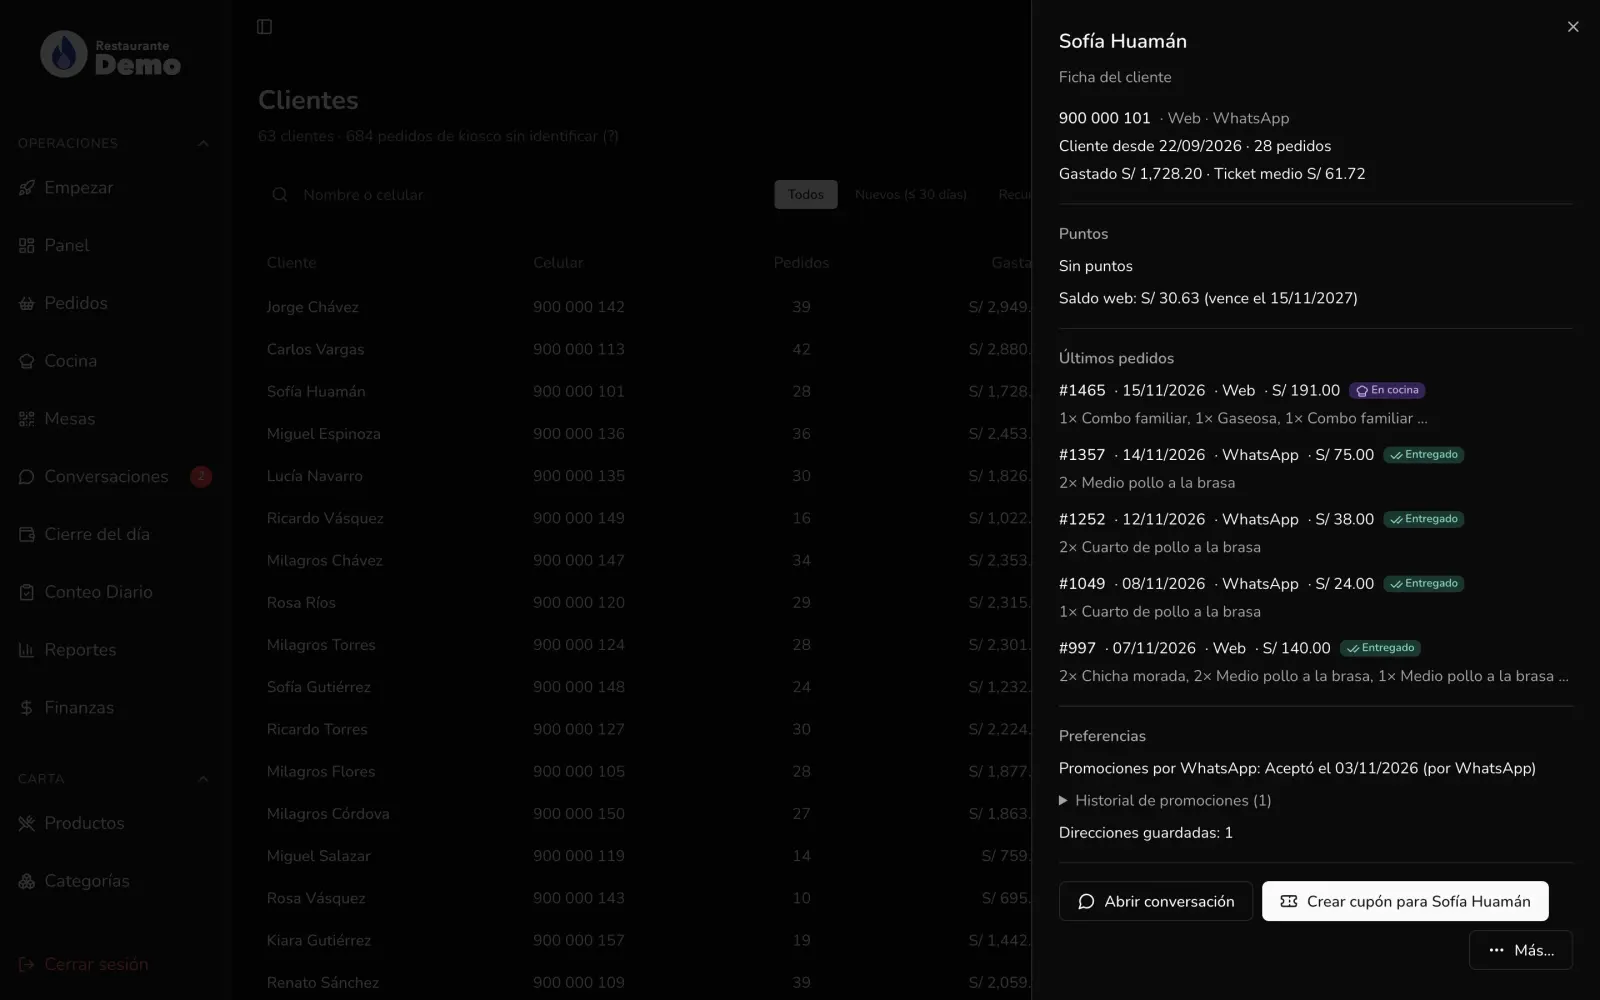 Restaurante
Demo
OPERACIONES
Empezar
Panel
Pedidos
Cocina
Mesas
Conversaciones 2
Cierre del día
Conteo Diario
Reportes
Finanzas
CARTA
Productos
Categorías
Cerrar sesión
Clientes
63 clientes · 684 pedidos de kiosco sin identificar (?)
Nombre o celular
Todos Nuevos (≤ 30 días) Recu
Cliente Celular Pedidos Gasta
Jorge Chávez 900 000 142 39 S/ 2,949.
Carlos Vargas 900 000 113 42 S/ 2,880.
Sofía Huamán 900 000 101 28 S/ 1,728.
Miguel Espinoza 900 000 136 36 S/ 2,453.
Lucía Navarro 900 000 135 30 S/ 1,826.
Ricardo Vásquez 900 000 149 16 S/ 1,022.
Milagros Chávez 900 000 147 34 S/ 2,353.
Rosa Ríos 900 000 120 29 S/ 2,315.
Milagros Torres 900 000 124 28 S/ 2,301.
Sofía Gutiérrez 900 000 148 24 S/ 1,232.
Ricardo Torres 900 000 127 30 S/ 2,224.
Milagros Flores 900 000 105 28 S/ 1,877.
Milagros Córdova 900 000 150 27 S/ 1,863.
Miguel Salazar 900 000 119 14 S/ 759.
Rosa Vásquez 900 000 143 10 S/ 695.
Kiara Gutiérrez 900 000 157 19 S/ 1,442.
Renato Sánchez 900 000 109 39 S/ 2,059.
Sofía Huamán
Ficha del cliente
900 000 101 · Web · WhatsApp
Cliente desde 22/09/2026 · 28 pedidos
Gastado S/ 1,728.20 · Ticket medio S/ 61.72
Puntos
Sin puntos
Saldo web: S/ 30.63 (vence el 15/11/2027)
Últimos pedidos
#1465 · 15/11/2026 · Web · S/ 191.00 En cocina
1× Combo familiar, 1× Gaseosa, 1× Combo familiar ...
#1357 · 14/11/2026 · WhatsApp · S/ 75.00 Entregado
2× Medio pollo a la brasa
#1252 · 12/11/2026 · WhatsApp · S/ 38.00 Entregado
2× Cuarto de pollo a la brasa
#1049 · 08/11/2026 · WhatsApp · S/ 24.00 Entregado
1× Cuarto de pollo a la brasa
#997 · 07/11/2026 · Web · S/ 140.00 Entregado
2× Chicha morada, 2× Medio pollo a la brasa, 1× Medio pollo a la brasa ...
Preferencias
Promociones por WhatsApp: Aceptó el 03/11/2026 (por WhatsApp)
Historial de promociones (1)
Direcciones guardadas: 1
Abrir conversación
Crear cupón para Sofía Huamán
Más...